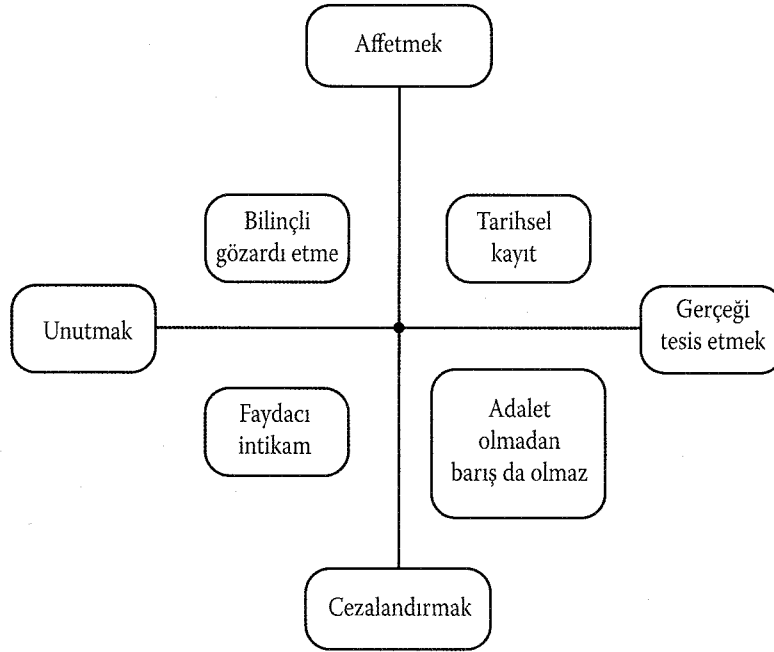 Affetmek
Bilinçli
gözardı etme
Tarihsel
kayıt
Unutmak
Gerçeği
tesis etmek
Faydacı
intikam
Adalet
olmadan
barış da olmaz
Cezalandırmak